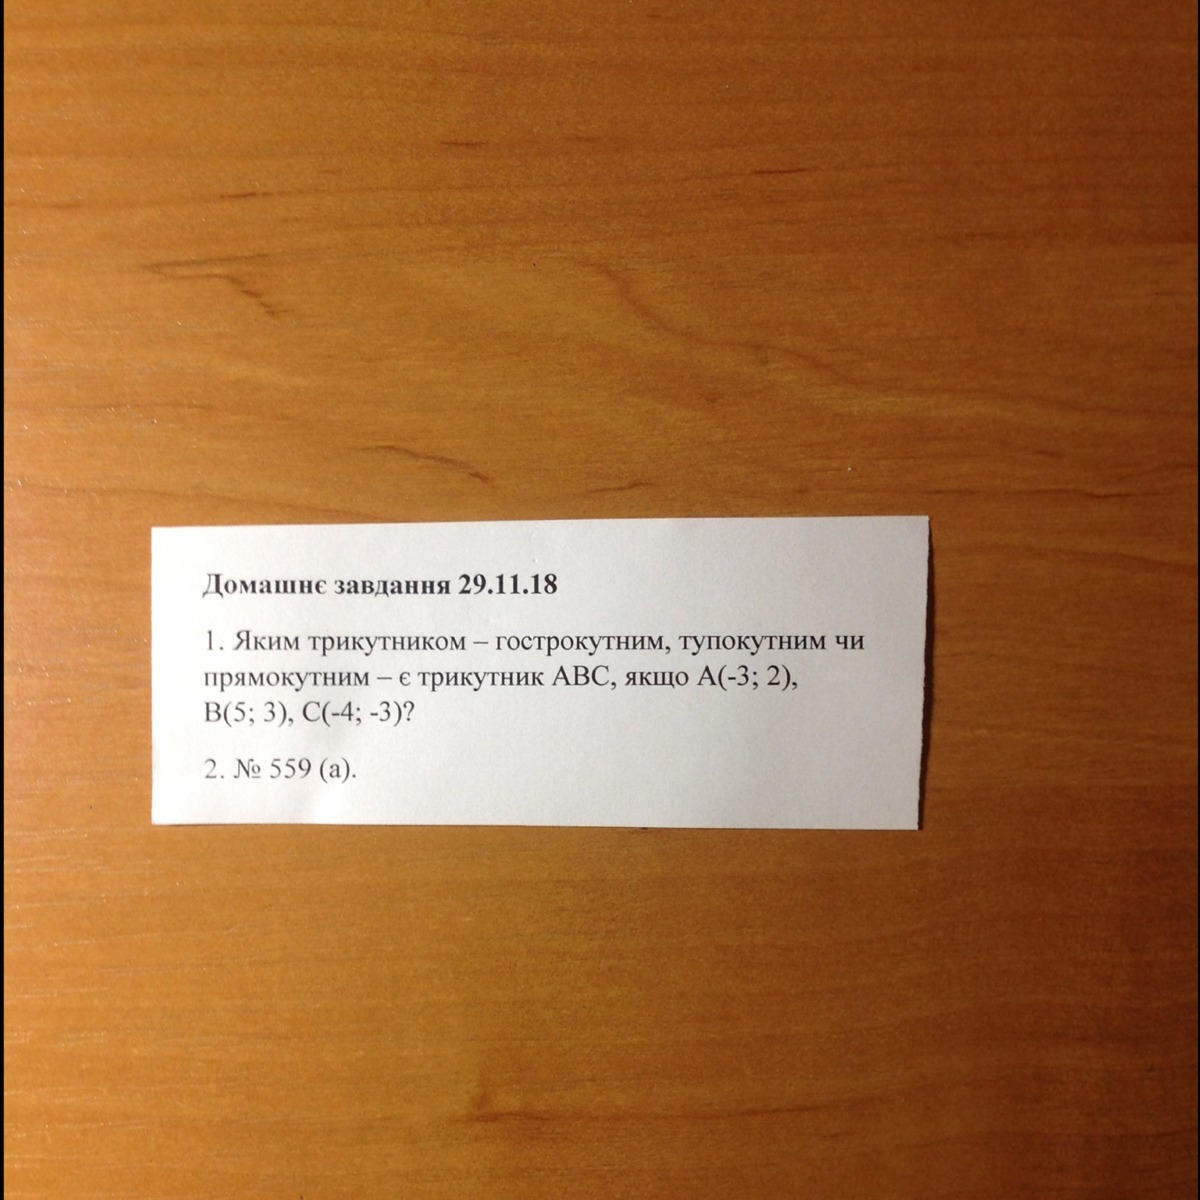 Домашнє завдання 29.11.18
1. Яким трикутником – гострокутним, тупокутним чи
прямокутним – є трикутник АВС, якщо А(-3; 2),
В(5; 3), С(-4; -3)?
2. № 559 (а).